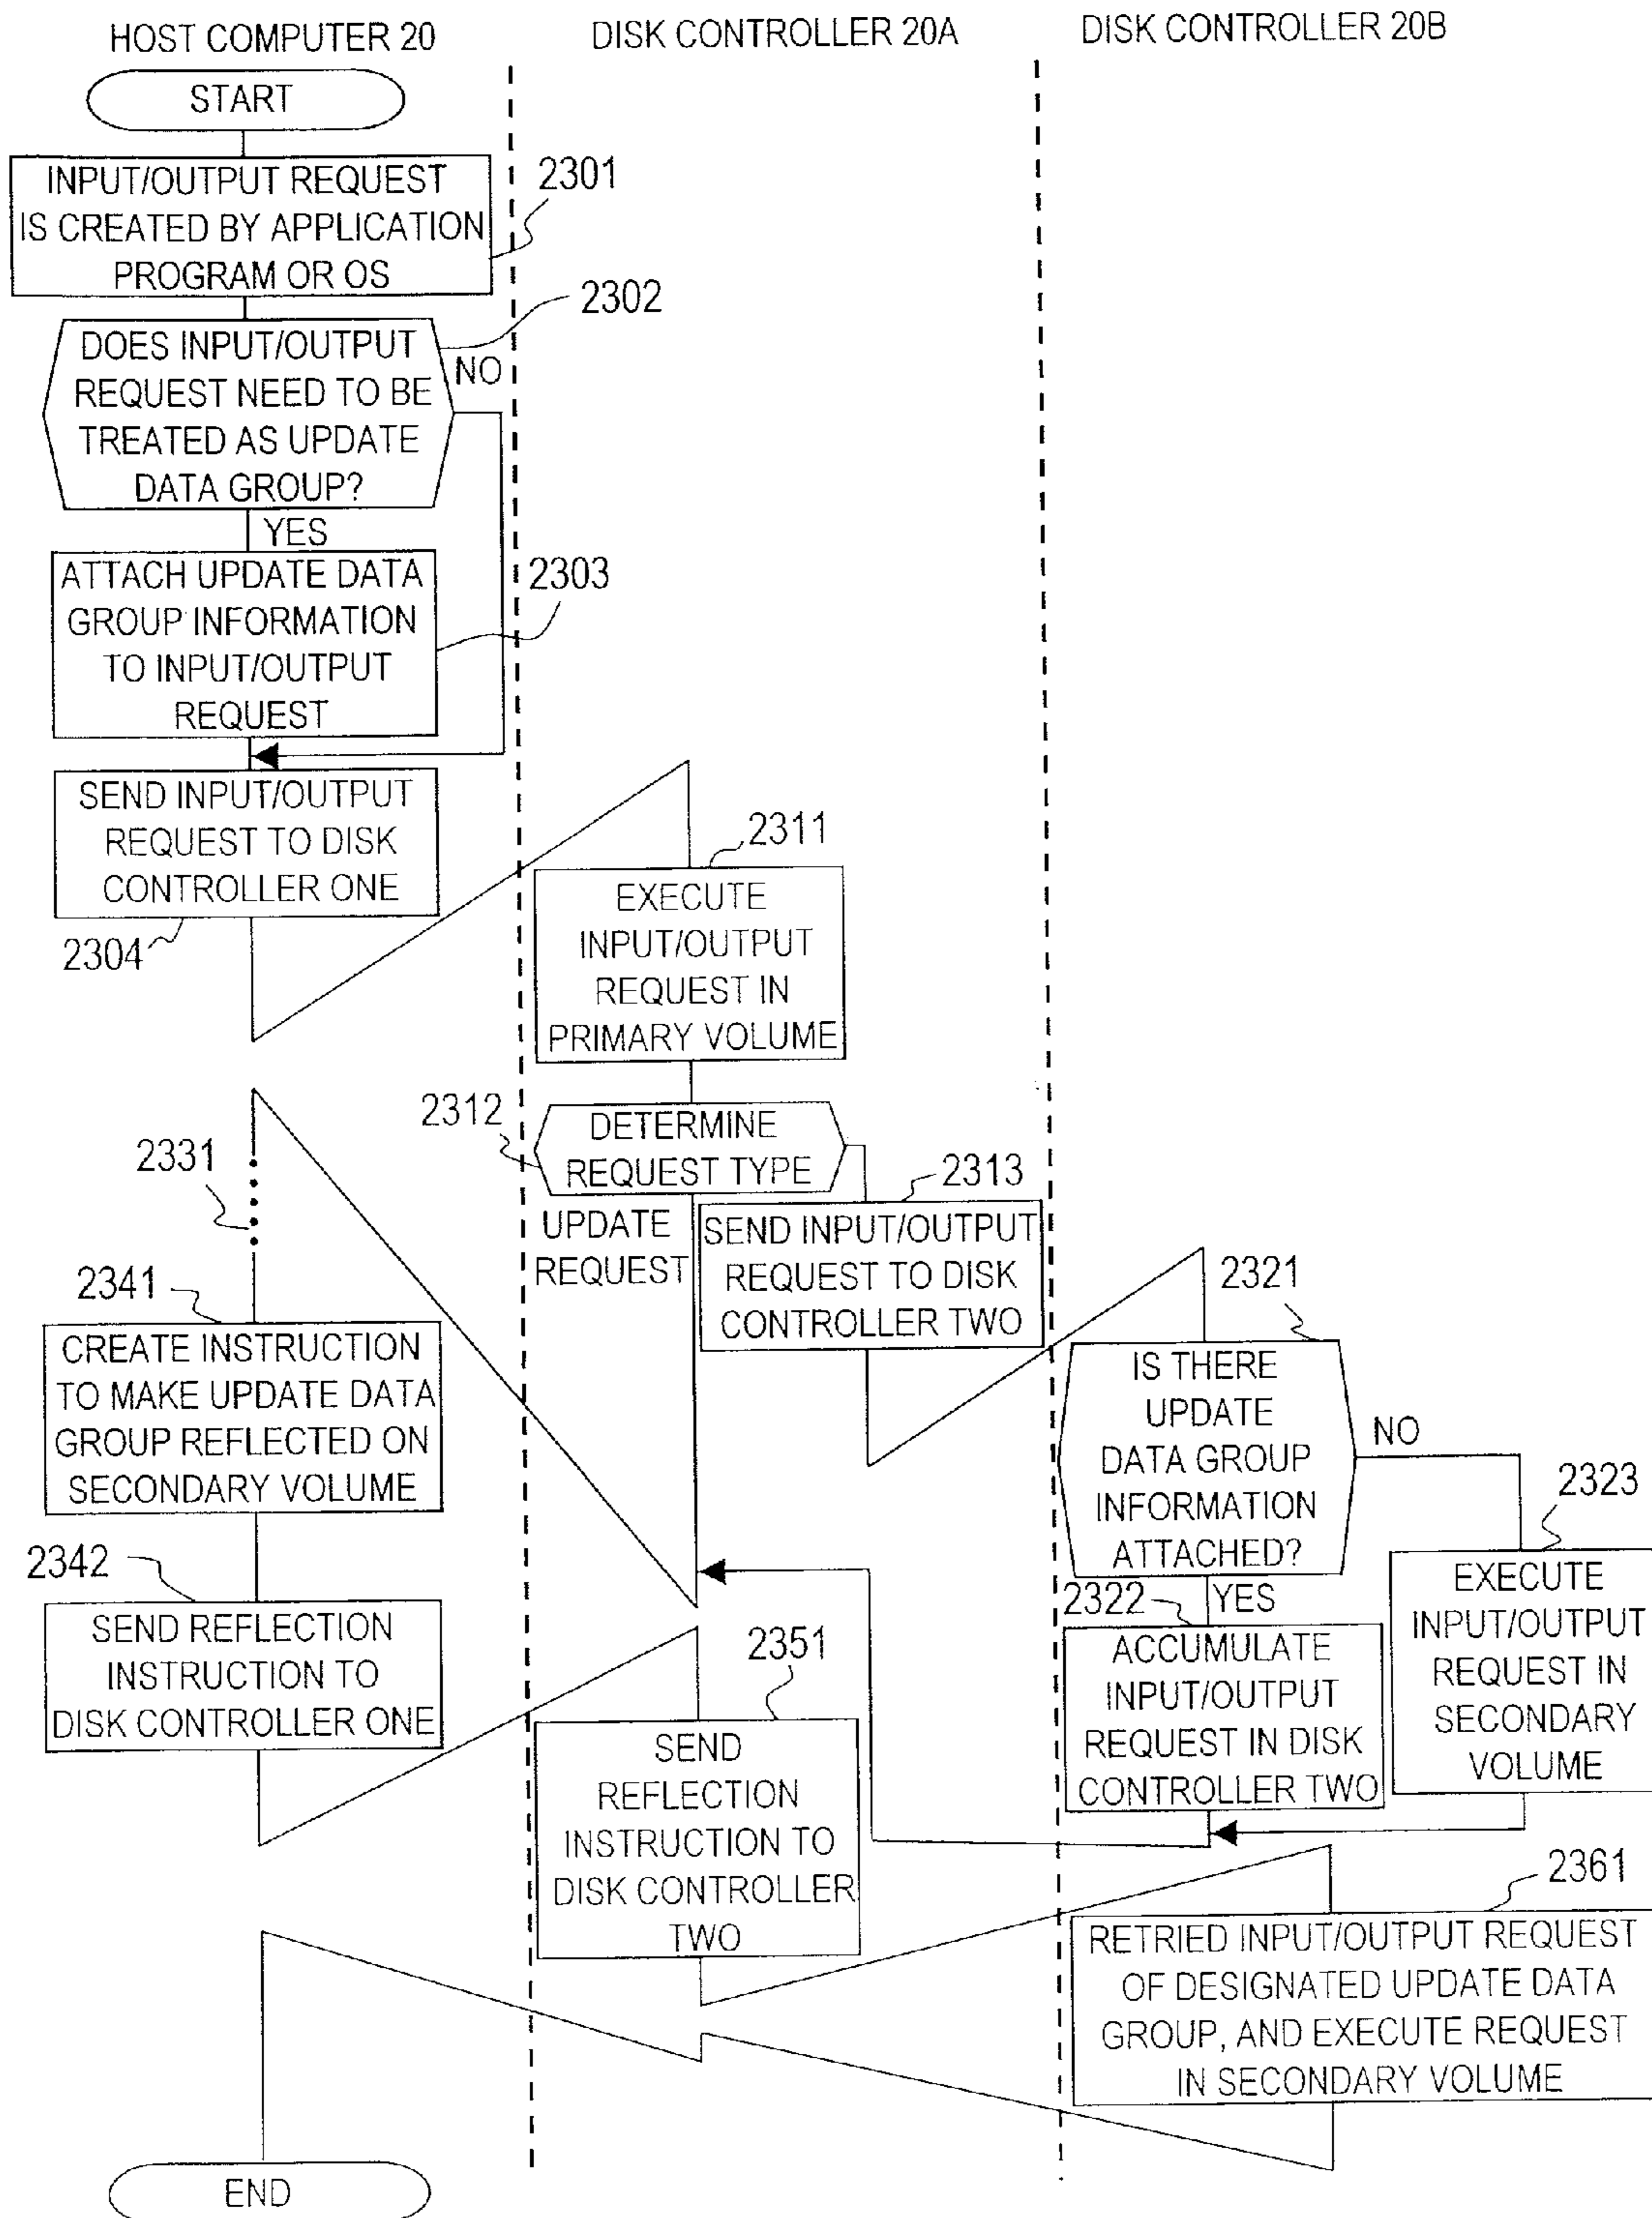 HOST COMPUTER 20
DISK CONTROLLER 20A
DISK CONTROLLER 20B
START
INPUT/OUTPUT REQUEST
IS CREATED BY APPLICATION
PROGRAM OR OS
2301
2302
DOES INPUT/OUTPUT
REQUEST NEED TO BE
TREATED AS UPDATE
DATA GROUP?
NO
YES
ATTACH UPDATE DATA
GROUP INFORMATION
TO INPUT/OUTPUT
REQUEST
2303
SEND INPUT/OUTPUT
REQUEST TO DISK
CONTROLLER ONE
2304
2311
EXECUTE
INPUT/OUTPUT
REQUEST IN
PRIMARY VOLUME
2312
DETERMINE
REQUEST TYPE
UPDATE
REQUEST
2313
SEND INPUT/OUTPUT
REQUEST TO DISK
CONTROLLER TWO
2321
IS THERE
UPDATE
DATA GROUP
INFORMATION
ATTACHED?
NO
YES
2322
ACCUMULATE
INPUT/OUTPUT
REQUEST IN DISK
CONTROLLER TWO
2323
EXECUTE
INPUT/OUTPUT
REQUEST IN
SECONDARY
VOLUME
2331
2341
CREATE INSTRUCTION
TO MAKE UPDATE DATA
GROUP REFLECTED ON
SECONDARY VOLUME
2342
SEND REFLECTION
INSTRUCTION TO
DISK CONTROLLER ONE
2351
SEND
REFLECTION
INSTRUCTION TO
DISK CONTROLLER
TWO
2361
RETRIED INPUT/OUTPUT REQUEST
OF DESIGNATED UPDATE DATA
GROUP, AND EXECUTE REQUEST
IN SECONDARY VOLUME
END